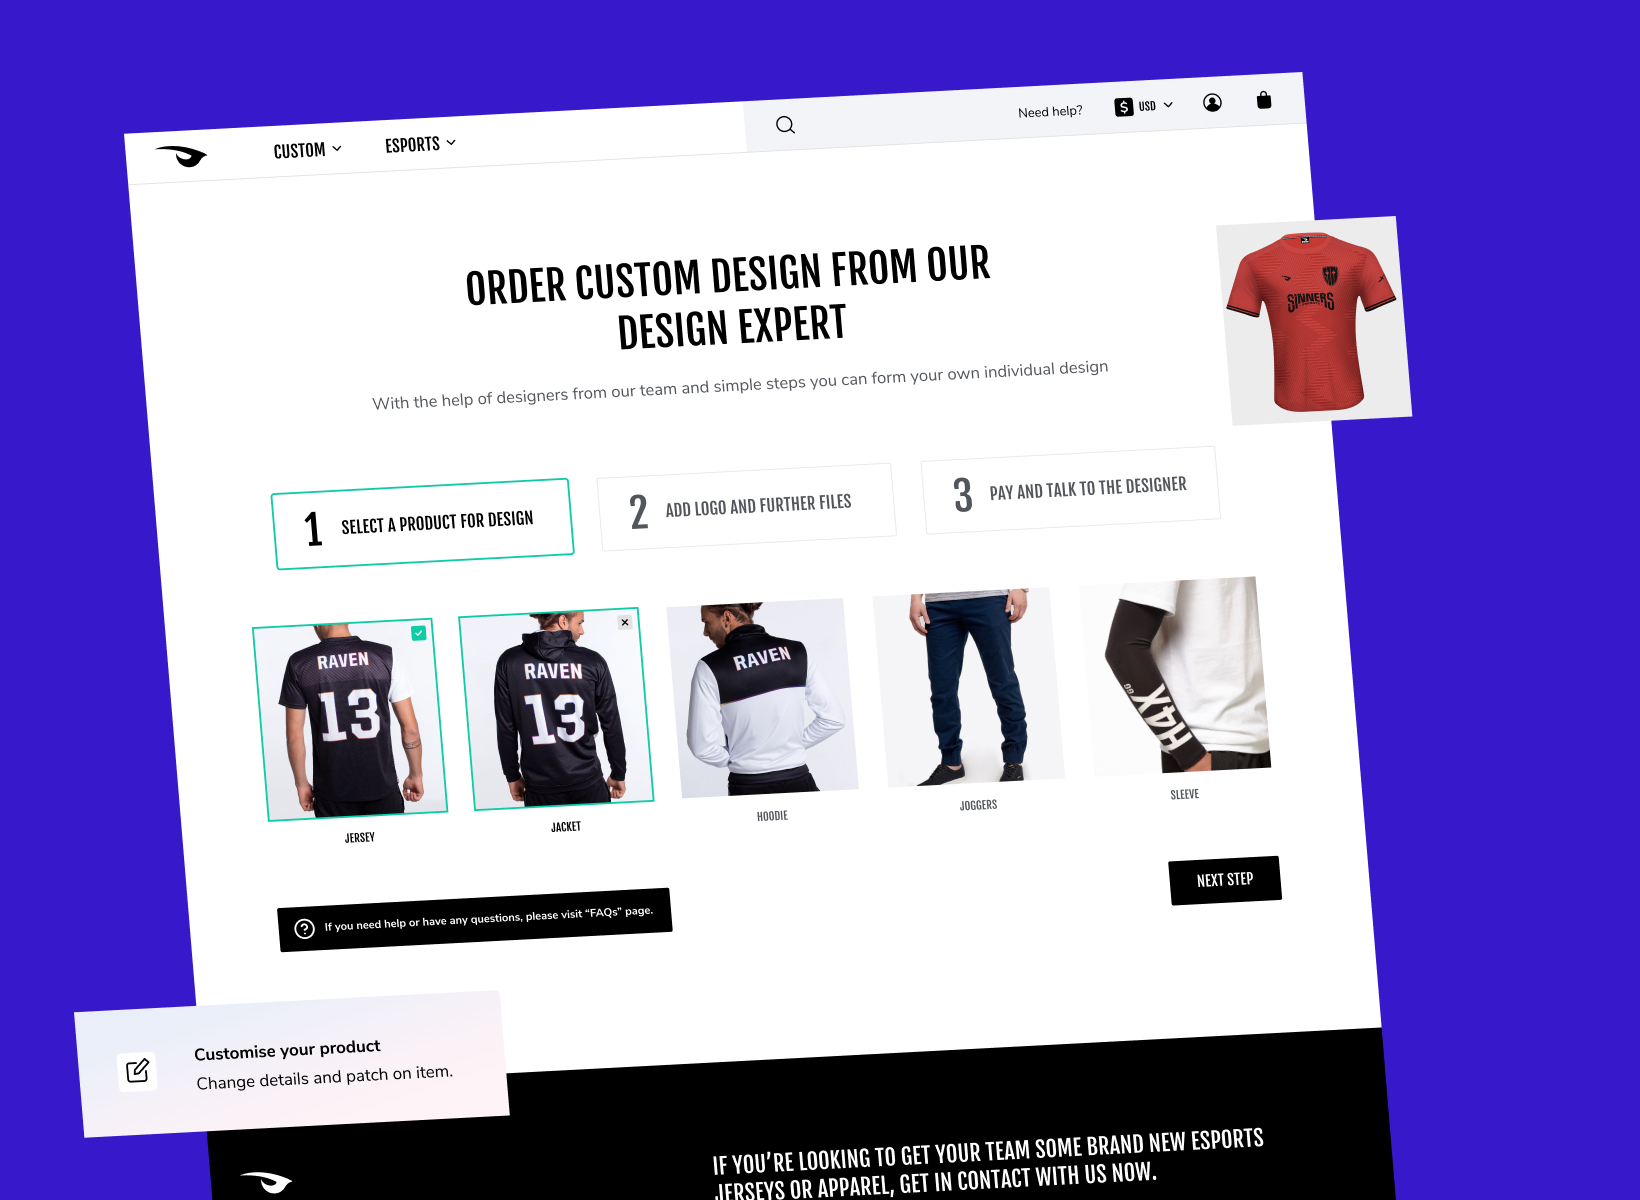 CUSTOM
ESPORTS
Need help?
$ USD
ORDER CUSTOM DESIGN FROM OUR
DESIGN EXPERT
With the help of designers from our team and simple steps you can form your own individual design
SINNERS
1 SELECT A PRODUCT FOR DESIGN
2 ADD LOGO AND FURTHER FILES
3 PAY AND TALK TO THE DESIGNER
RAVEN
13
RAVEN
13
RAVEN
H4X
GG
JERSEY
JACKET
HOODIE
JOGGERS
SLEEVE
NEXT STEP
If you need help or have any questions, please visit “FAQs” page.
Customise your product
Change details and patch on item.
IF YOU’RE LOOKING TO GET YOUR TEAM SOME BRAND NEW ESPORTS
JERSEYS OR APPAREL, GET IN CONTACT WITH US NOW.